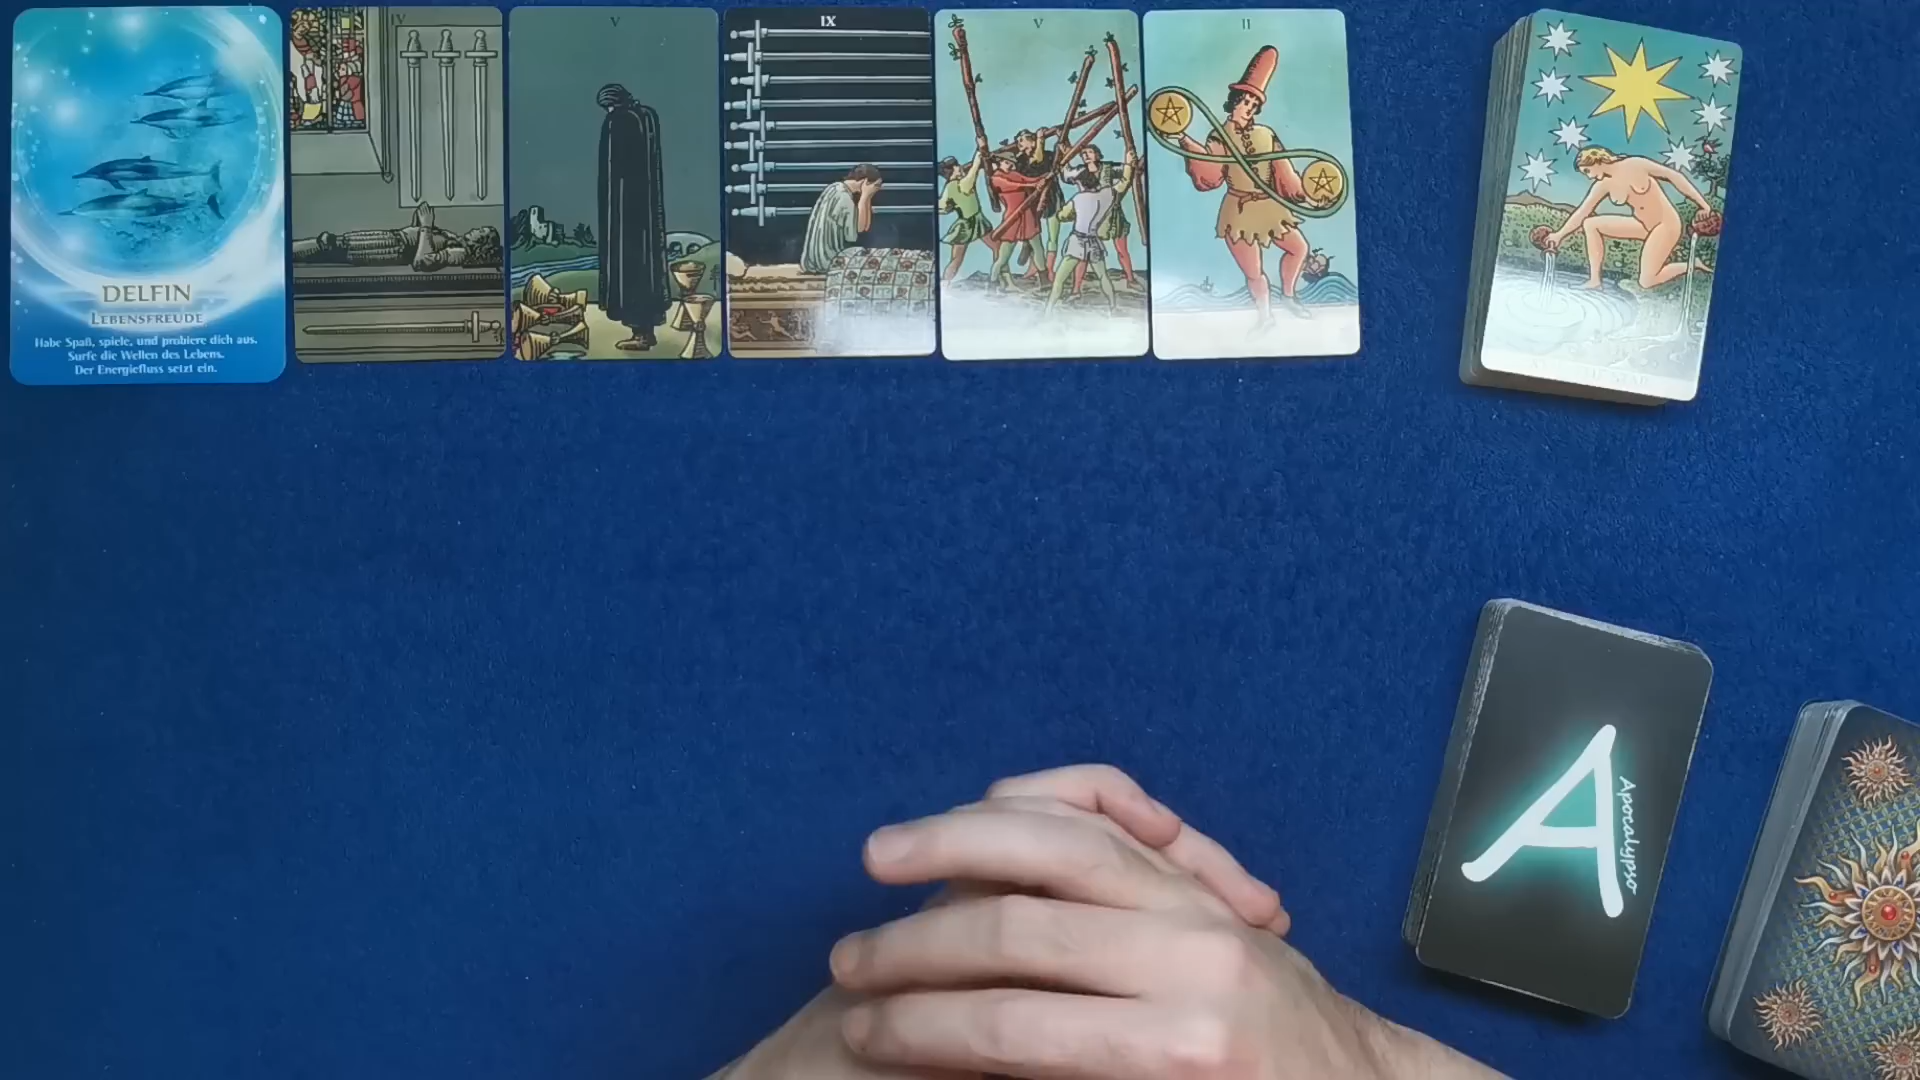 DELFIN
LEBENSFREUDE
Habe Spaß, spiele, und probiere dich aus.
Surfe die Wellen des Lebens.
Der Energiefluss setzt ein.
IV
V
IX
V
II
STAR
A
Apocalypso